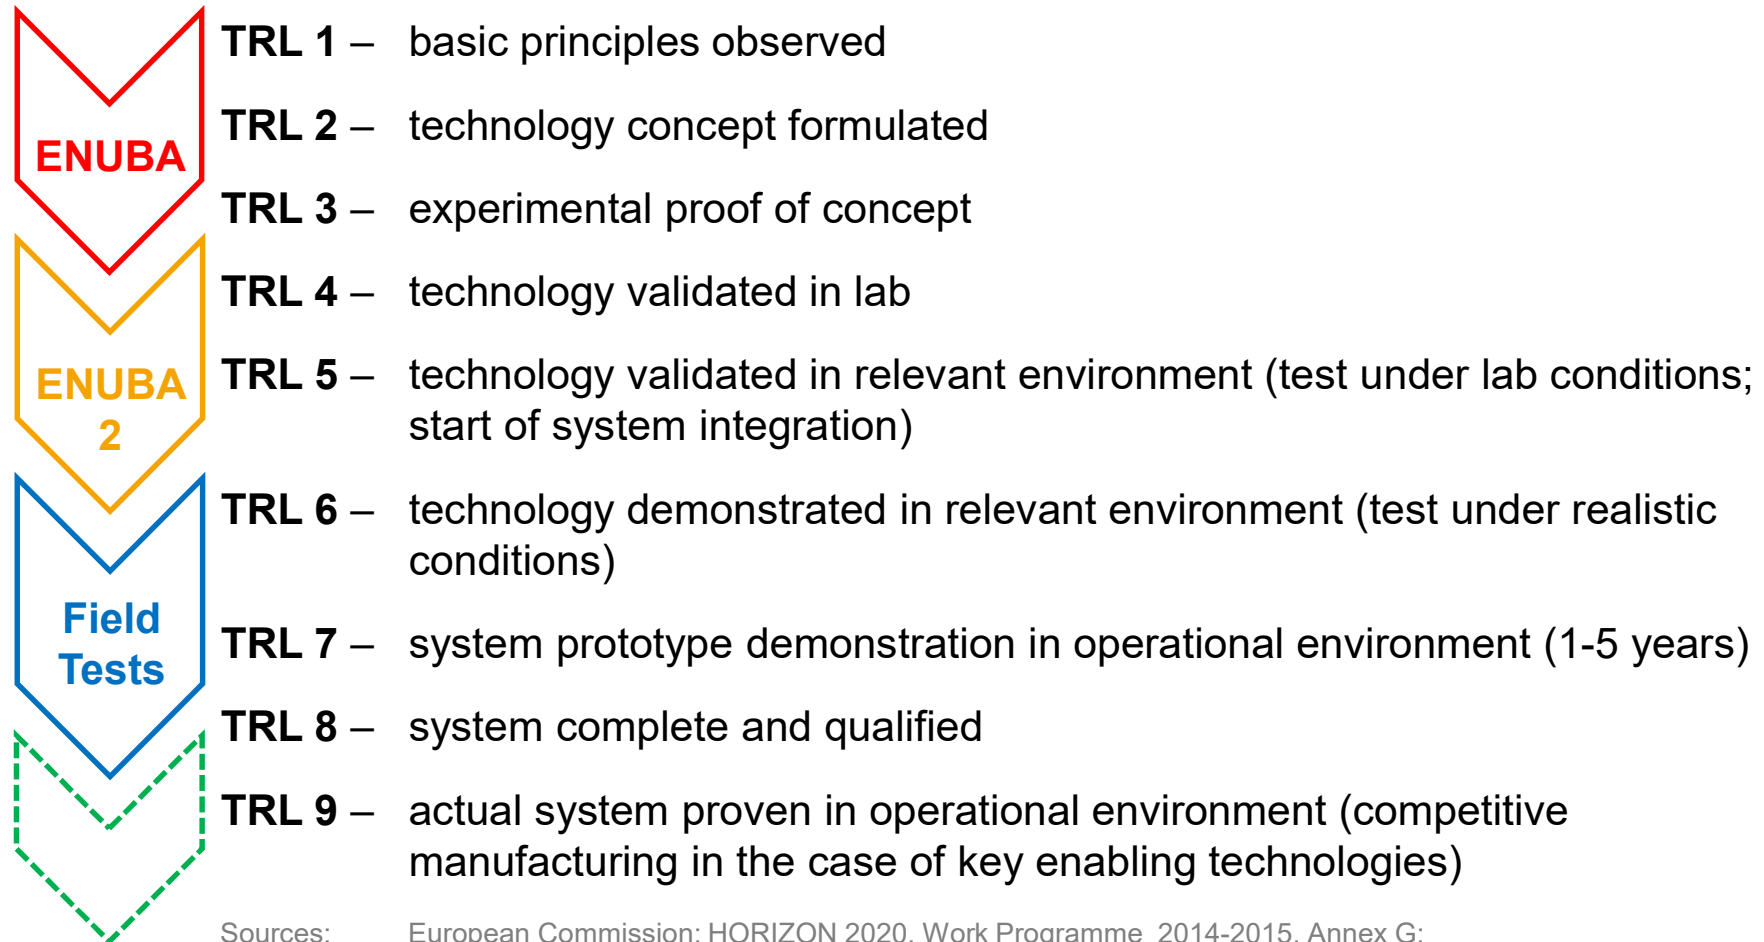 TRL 1 – basic principles observed
TRL 2 – technology concept formulated
ENUBA
TRL 3 – experimental proof of concept
TRL 4 – technology validated in lab
TRL 5 – technology validated in relevant environment (test under lab conditions;
start of system integration)
ENUBA
2
TRL 6 – technology demonstrated in relevant environment (test under realistic
conditions)
Field
Tests
TRL 7 – system prototype demonstration in operational environment (1-5 years)
TRL 8 – system complete and qualified
TRL 9 – actual system proven in operational environment (competitive
manufacturing in the case of key enabling technologies)
Sources: European Commission: HORIZON 2020. Work Programme 2014-2015. Annex G: